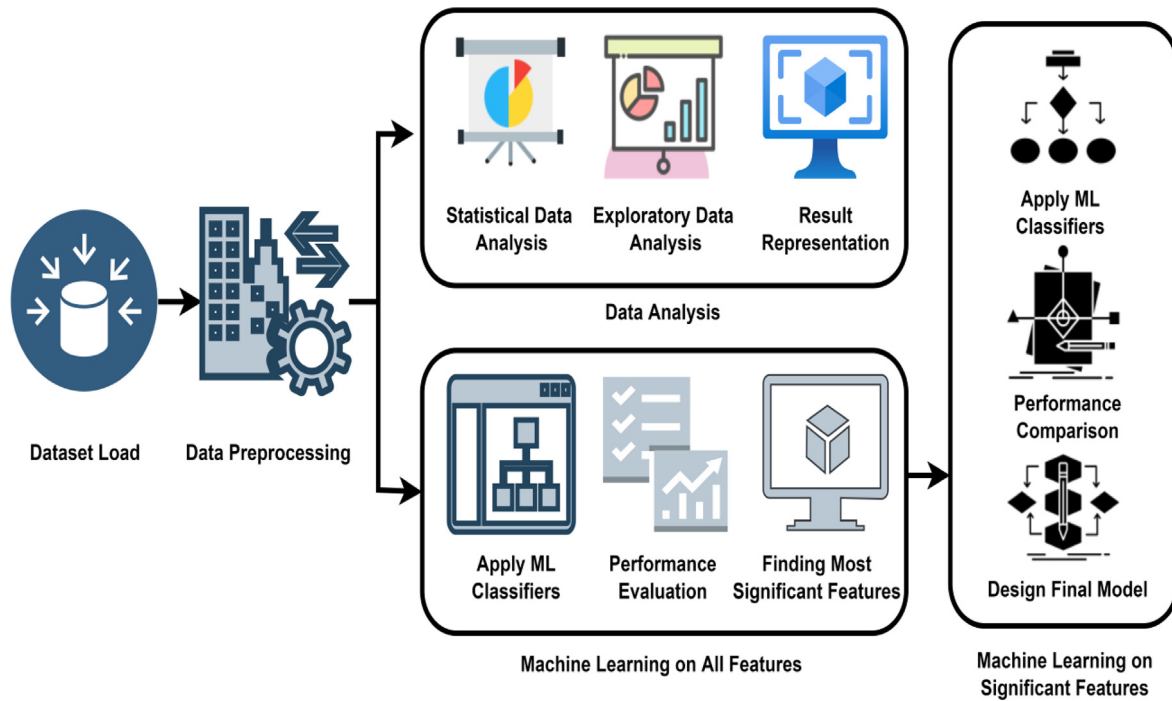 Statistical Data
Analysis
Exploratory Data
Analysis
Result
Representation
Data Analysis
Dataset Load
Data Preprocessing
Apply ML
Classifiers
Performance
Evaluation
Finding Most
Significant Features
Machine Learning on All Features
Apply ML
Classifiers
Performance
Comparison
Design Final Model
Machine Learning on
Significant Features